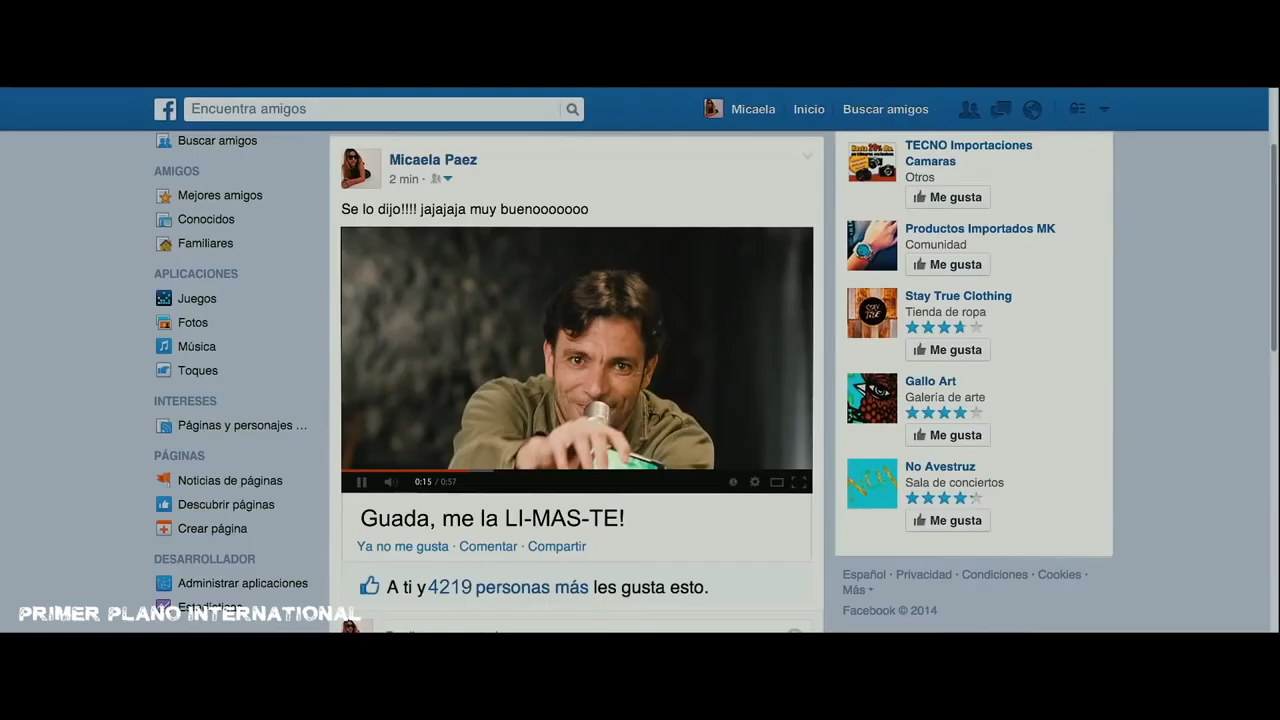 Encuentra amigos
Micaela
Inicio
Buscar amigos
Buscar amigos
AMIGOS
Mejores amigos
Conocidos
Familiares
APLICACIONES
Juegos
Fotos
Música
Toques
INTERESES
Páginas y personajes ...
PÁGINAS
Noticias de páginas
Descubrir páginas
Crear página
DESARROLLADOR
Administrar aplicaciones
PRIMER PLANO INTERNATIONAL
Micaela Paez
2 min ·
Se lo dijo!!!! jajajaja muy buenooooooo
0:15 / 0:57
Guada, me la LI-MAS-TE!
Ya no me gusta · Comentar · Compartir
A ti y 4219 personas más les gusta esto.
TECNO Importaciones
Camaras
Otros
Me gusta
Productos Importados MK
Comunidad
Me gusta
Stay True Clothing
Tienda de ropa
Me gusta
Gallo Art
Galería de arte
Me gusta
No Avestruz
Sala de conciertos
Me gusta
Español · Privacidad · Condiciones · Cookies ·
Más
Facebook © 2014